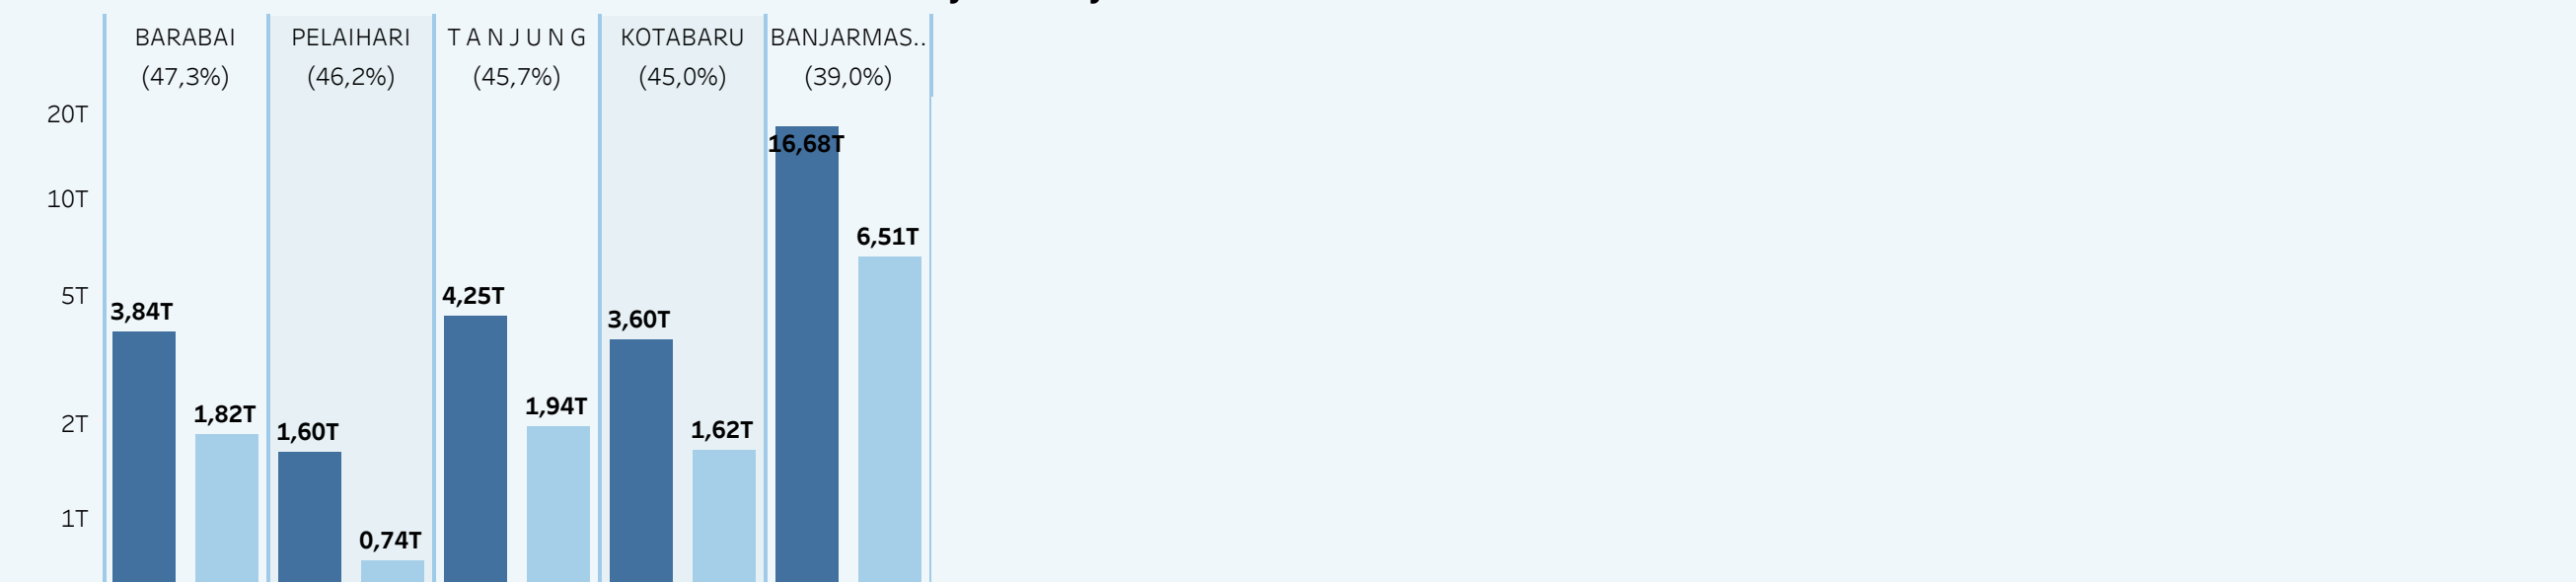 BARABAI PELAIHARI TANJUNG KOTABARU BANJARMAS..
(47,3%) (46,2%) (45,7%) (45,0%) (39,0%)
20T
16,68T
10T
6,51T
5T
4,25T
3,84T
3,60T
2T
1,94T
1,82T
1,62T
1,60T
1T
0,74T